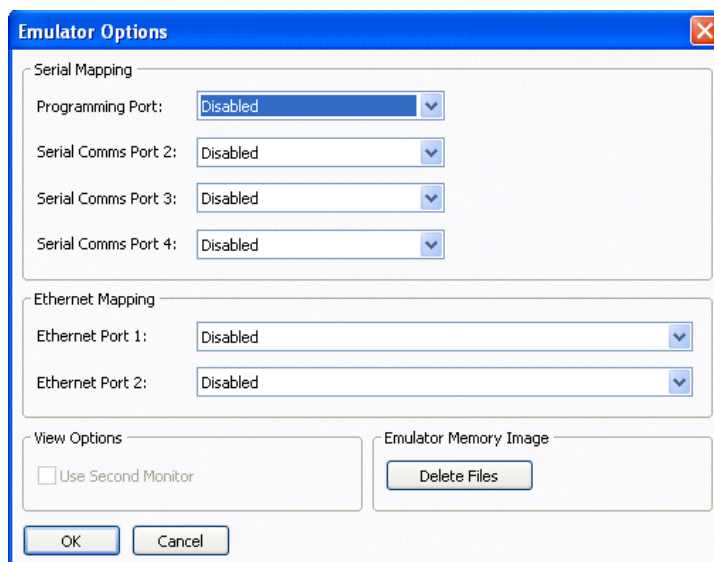 Emulator Options
Serial Mapping
Programming Port: Disabled
Serial Comms Port 2: Disabled
Serial Comms Port 3: Disabled
Serial Comms Port 4: Disabled
Ethernet Mapping
Ethernet Port 1: Disabled
Ethernet Port 2: Disabled
View Options
Use Second Monitor
Emulator Memory Image
Delete Files
OK Cancel